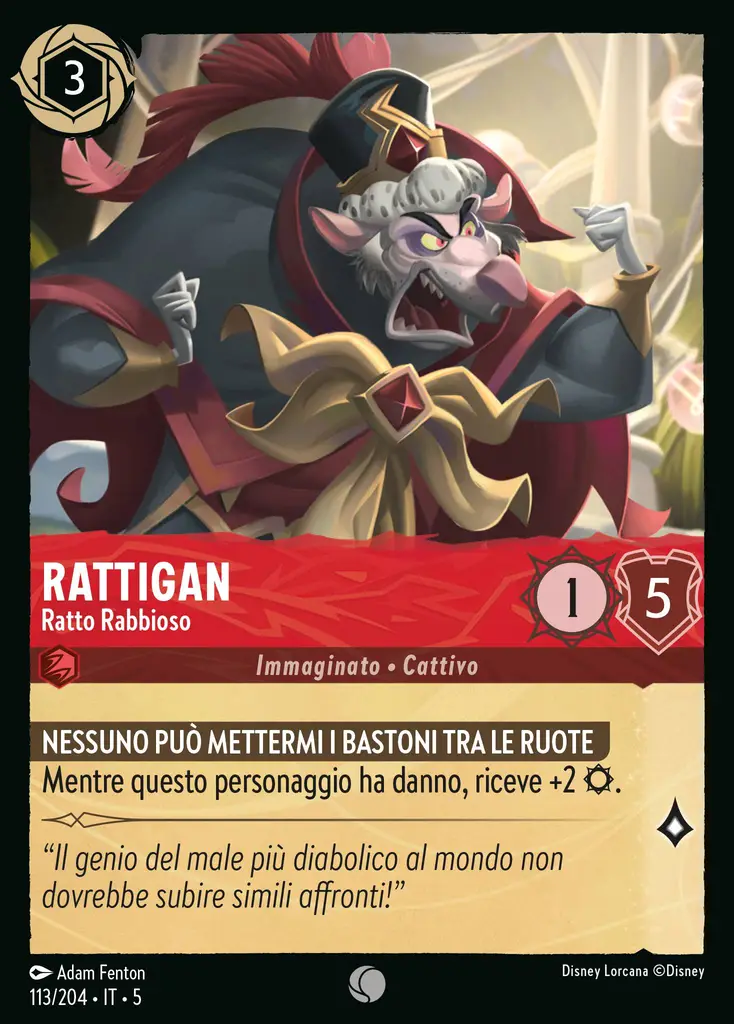 3
RATTIGAN
Ratto Rabbioso
1
5
Immaginato • Cattivo
NESSUNO PUÒ METTERMI I BASTONI TRA LE RUOTE
Mentre questo personaggio ha danno, riceve +2 .
“Il genio del male più diabolico al mondo non
dovrebbe subire simili affronti!”
Adam Fenton
Disney Lorcana ©Disney
113/204 • IT • 5